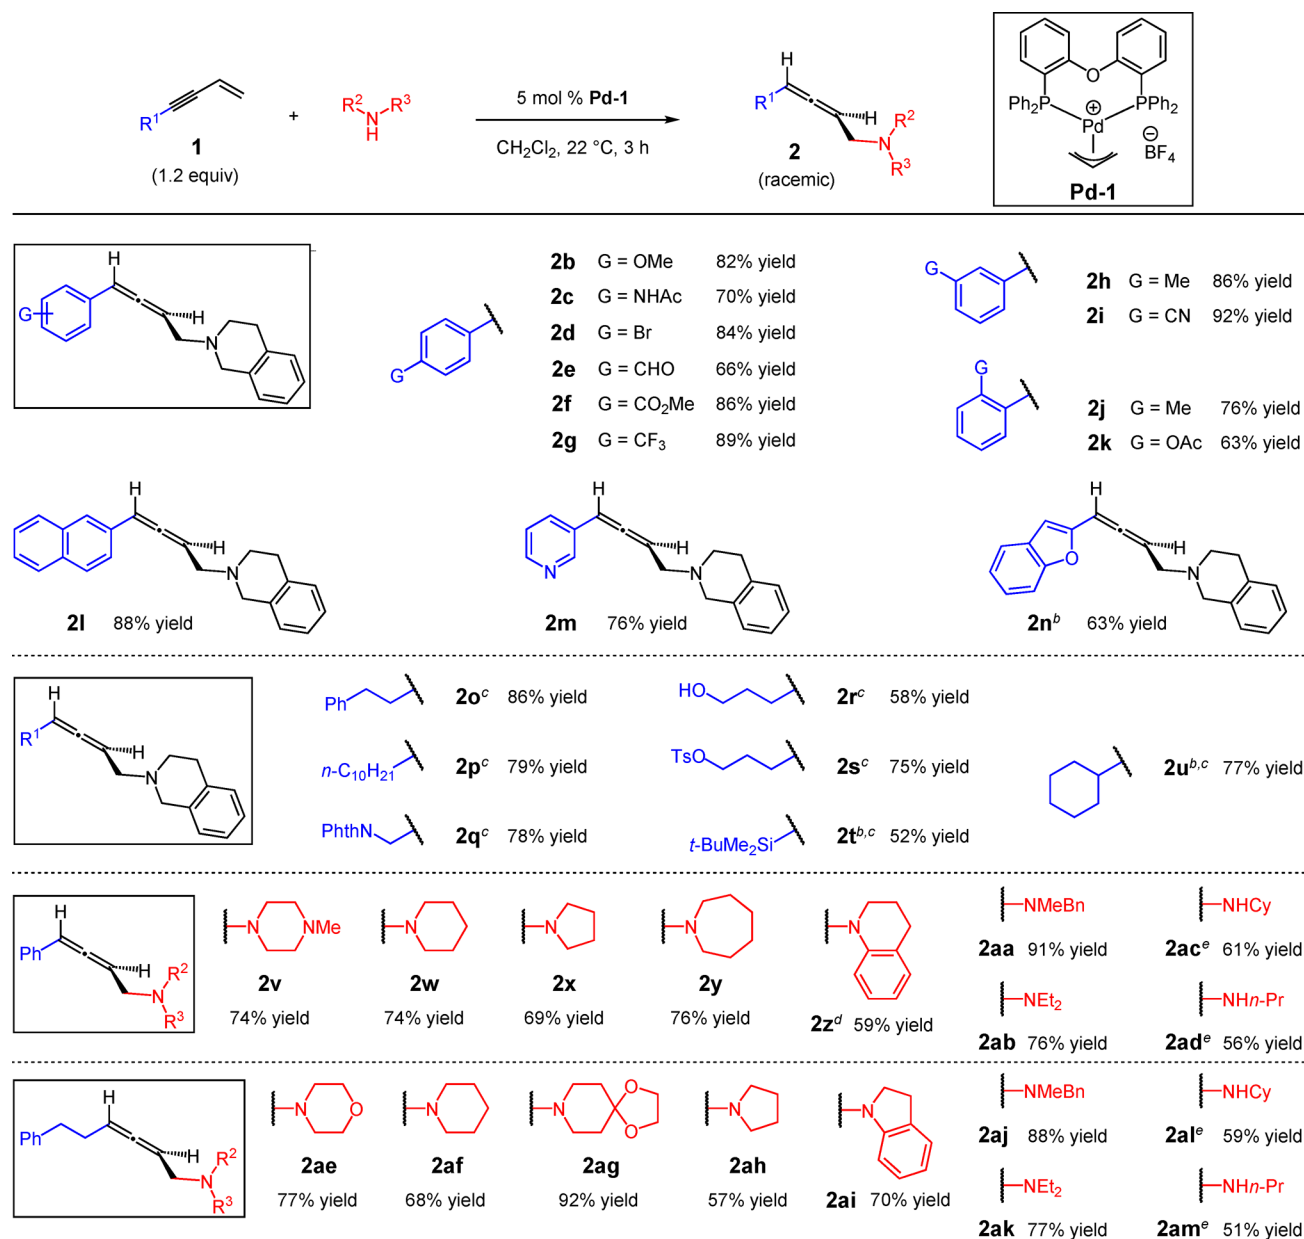 R¹
1
(1.2 equiv)
+
R² N H R³
5 mol % Pd-1
CH₂Cl₂, 22 °C, 3 h
H
R¹
H
R²
N
R³
2
(racemic)
O
Ph₂P ⊕ PPh₂
Pd
⊖
BF₄
Pd-1
H
G
H
N
G
2b G = OMe 82% yield
2c G = NHAc 70% yield
2d G = Br 84% yield
2e G = CHO 66% yield
2f G = CO₂Me 86% yield
2g G = CF₃ 89% yield
G
2h G = Me 86% yield
2i G = CN 92% yield
G
2j G = Me 76% yield
2k G = OAc 63% yield
H
H
N
2l 88% yield
H
H
N
N
2m 76% yield
H
O
H
N
2nᵇ 63% yield
H
R¹
H
N
Ph
2oᶜ 86% yield
n-C₁₀H₂₁
2pᶜ 79% yield
PhthN
2qᶜ 78% yield
HO
2rᶜ 58% yield
TsO
2sᶜ 75% yield
t-BuMe₂Si
2tᵇ,ᶜ 52% yield
2uᵇ,ᶜ 77% yield
H
Ph
H
R²
N
R³
N NMe
2v
74% yield
N
2w
74% yield
N
2x
69% yield
N
2y
76% yield
N
2zᵈ 59% yield
NMeBn
2aa 91% yield
NHCy
2acᵉ 61% yield
NEt₂
2ab 76% yield
NHn-Pr
2adᵉ 56% yield
H
Ph
H
R²
N
R³
N O
2ae
77% yield
N
2af
68% yield
N O O
2ag
92% yield
N
2ah
57% yield
N
2ai 70% yield
NMeBn
2aj 88% yield
NHCy
2alᵉ 59% yield
NEt₂
2ak 77% yield
NHn-Pr
2amᵉ 51% yield